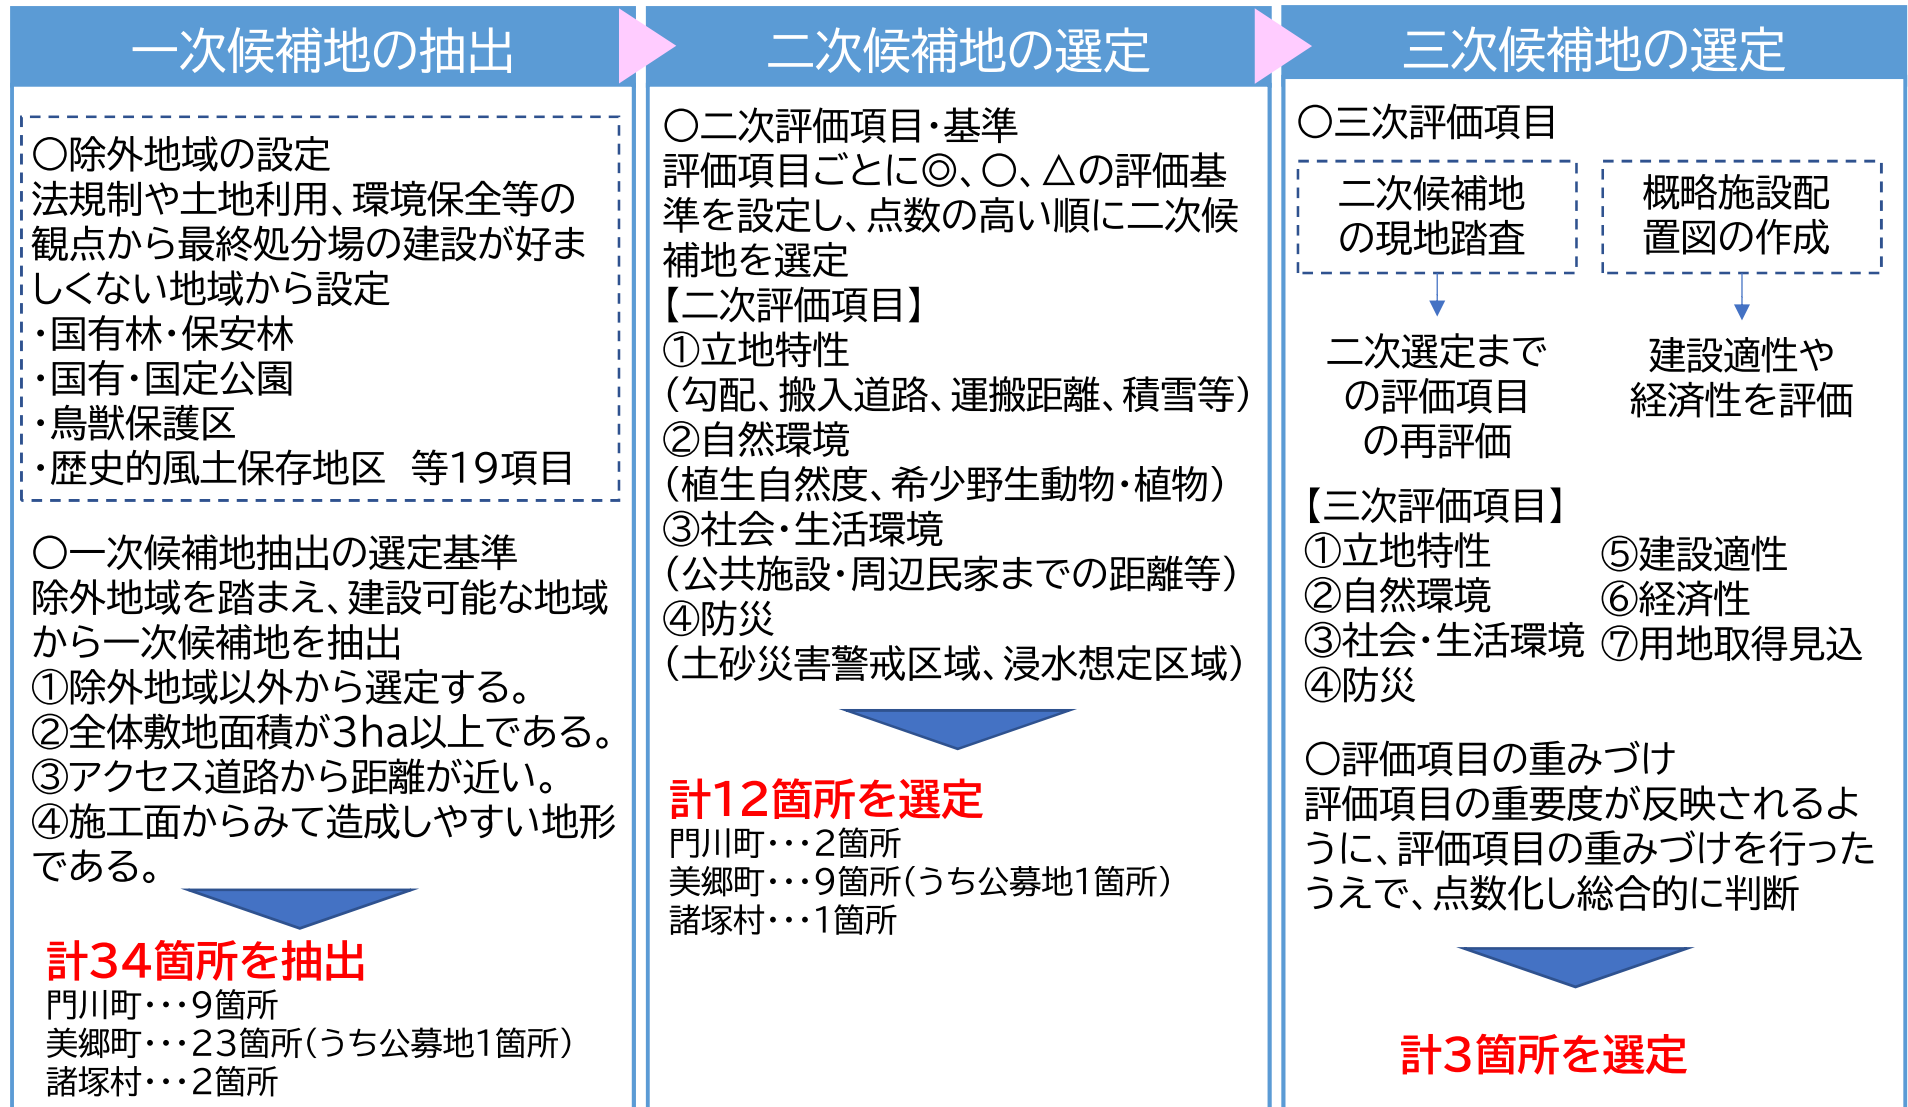 一次候補地の抽出
〇除外地域の設定
法規制や土地利用、環境保全等の
観点から最終処分場の建設が好ま
しくない地域から設定
・国有林・保安林
・国有・国定公園
・鳥獣保護区
・歴史的風土保存地区　等19項目
〇一次候補地抽出の選定基準
除外地域を踏まえ、建設可能な地域
から一次候補地を抽出
①除外地域以外から選定する。
②全体敷地面積が3ha以上である。
③アクセス道路から距離が近い。
④施工面からみて造成しやすい地形
である。
計34箇所を抽出
門川町・・・9箇所
美郷町・・・23箇所(うち公募地1箇所)
諸塚村・・・2箇所
二次候補地の選定
〇二次評価項目・基準
評価項目ごとに◎、〇、△の評価基
準を設定し、点数の高い順に二次候
補地を選定
【二次評価項目】
①立地特性
(勾配、搬入道路、運搬距離、積雪等)
②自然環境
(植生自然度、希少野生動物・植物)
③社会・生活環境
(公共施設・周辺民家までの距離等)
④防災
(土砂災害警戒区域、浸水想定区域)
計12箇所を選定
門川町・・・2箇所
美郷町・・・9箇所(うち公募地1箇所)
諸塚村・・・1箇所
三次候補地の選定
〇三次評価項目
二次候補地
の現地踏査
二次選定まで
の評価項目
の再評価
概略施設配
置図の作成
建設適性や
経済性を評価
【三次評価項目】
①立地特性
②自然環境
③社会・生活環境
④防災
⑤建設適性
⑥経済性
⑦用地取得見込
〇評価項目の重みづけ
評価項目の重要度が反映されるよ
うに、評価項目の重みづけを行った
うえで、点数化し総合的に判断
計3箇所を選定